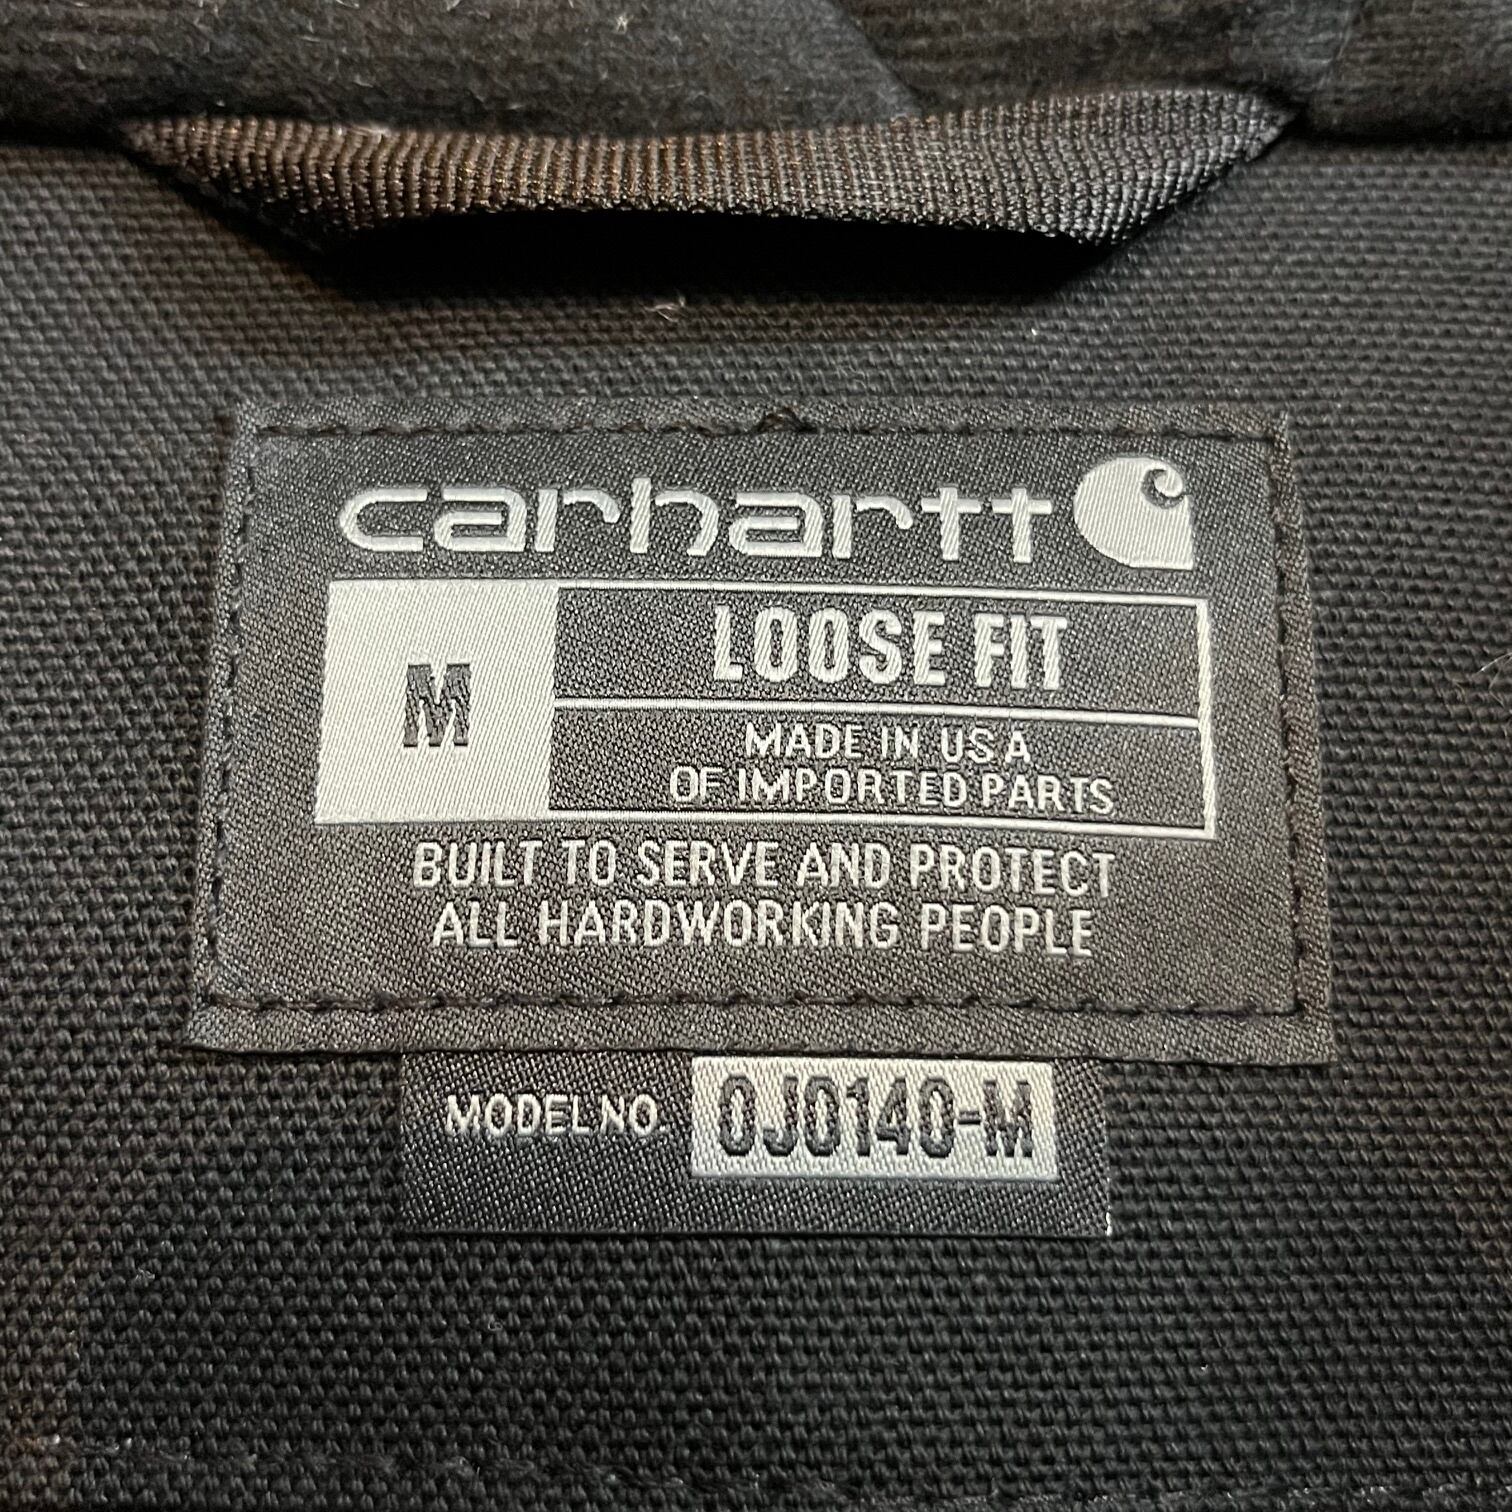 carhartt
M
LOOSE FIT
MADE IN USA
OF IMPORTED PARTS
BUILT TO SERVE AND PROTECT
ALL HARDWORKING PEOPLE
MODEL NO 0J0140-M